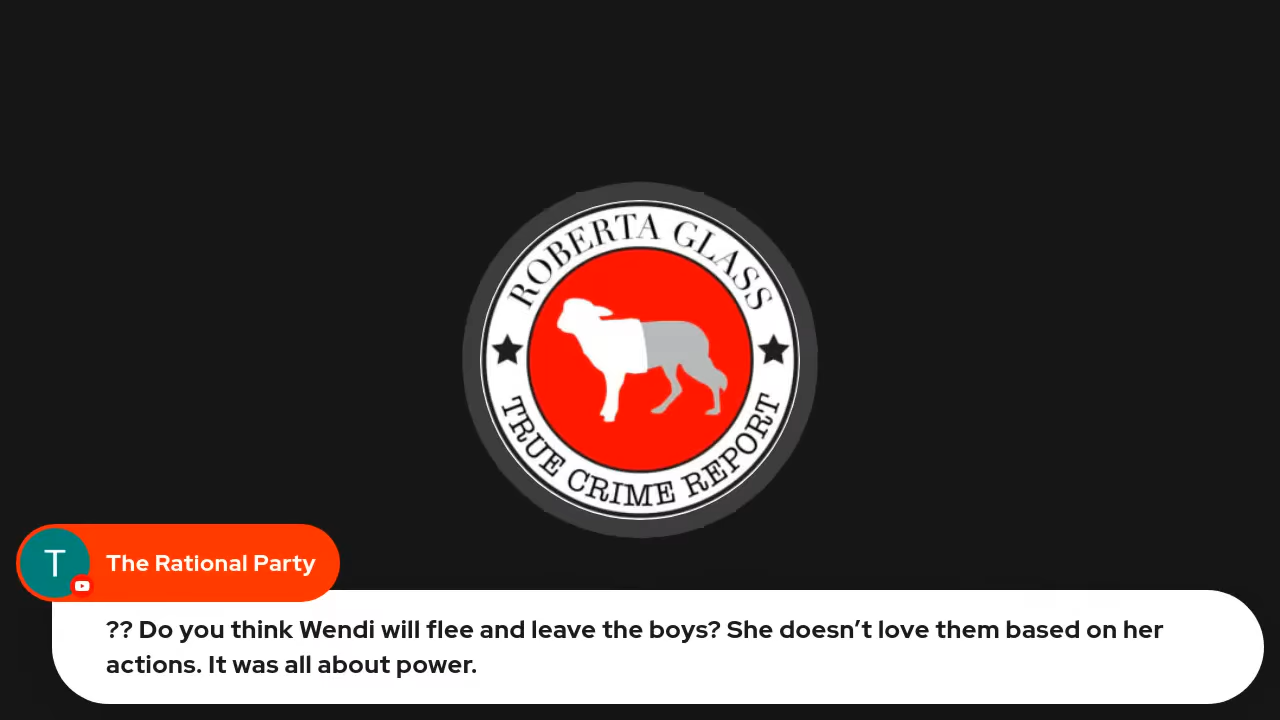 ROBERTA GLASS
TRUE CRIME REPORT
T
The Rational Party
?? Do you think Wendi will flee and leave the boys? She doesn’t love them based on her
actions. It was all about power.